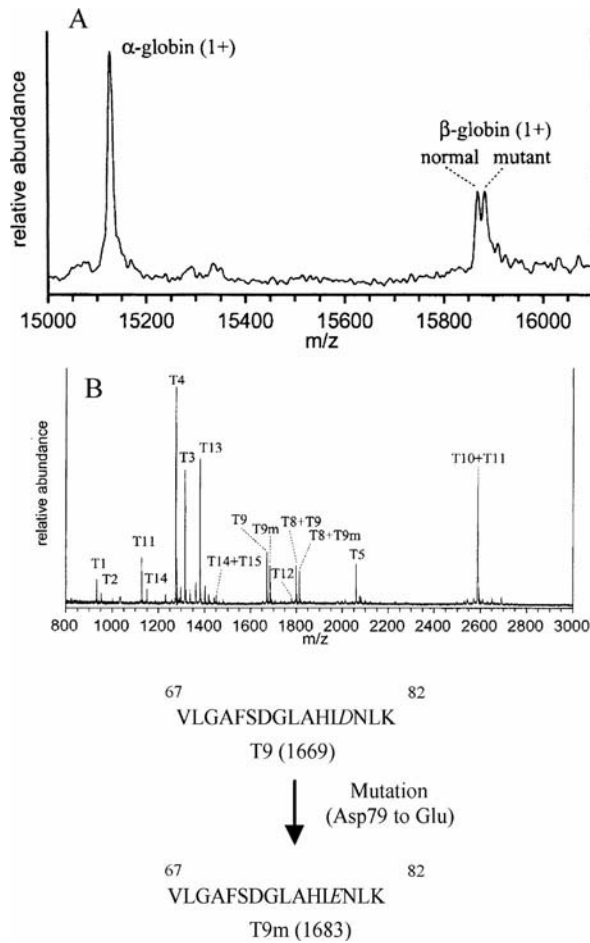 A
α-globin (1+)
β-globin (1+)
normal mutant
relative abundance
15000 15200 15400 15600 15800 16000
m/z
B
T4
T3
T13
T10+T11
T9
T9m
T8+T9
T8+T9m
T11
T14+T15
T12
T5
T1
T2
T14
relative abundance
800 1000 1200 1400 1600 1800 2000 2200 2400 2600 2800 3000
m/z
67 82
VLGAFSDGLAHLDNLK
T9 (1669)
Mutation
(Asp79 to Glu)
67 82
VLGAFSDGLAHLENLK
T9m (1683)